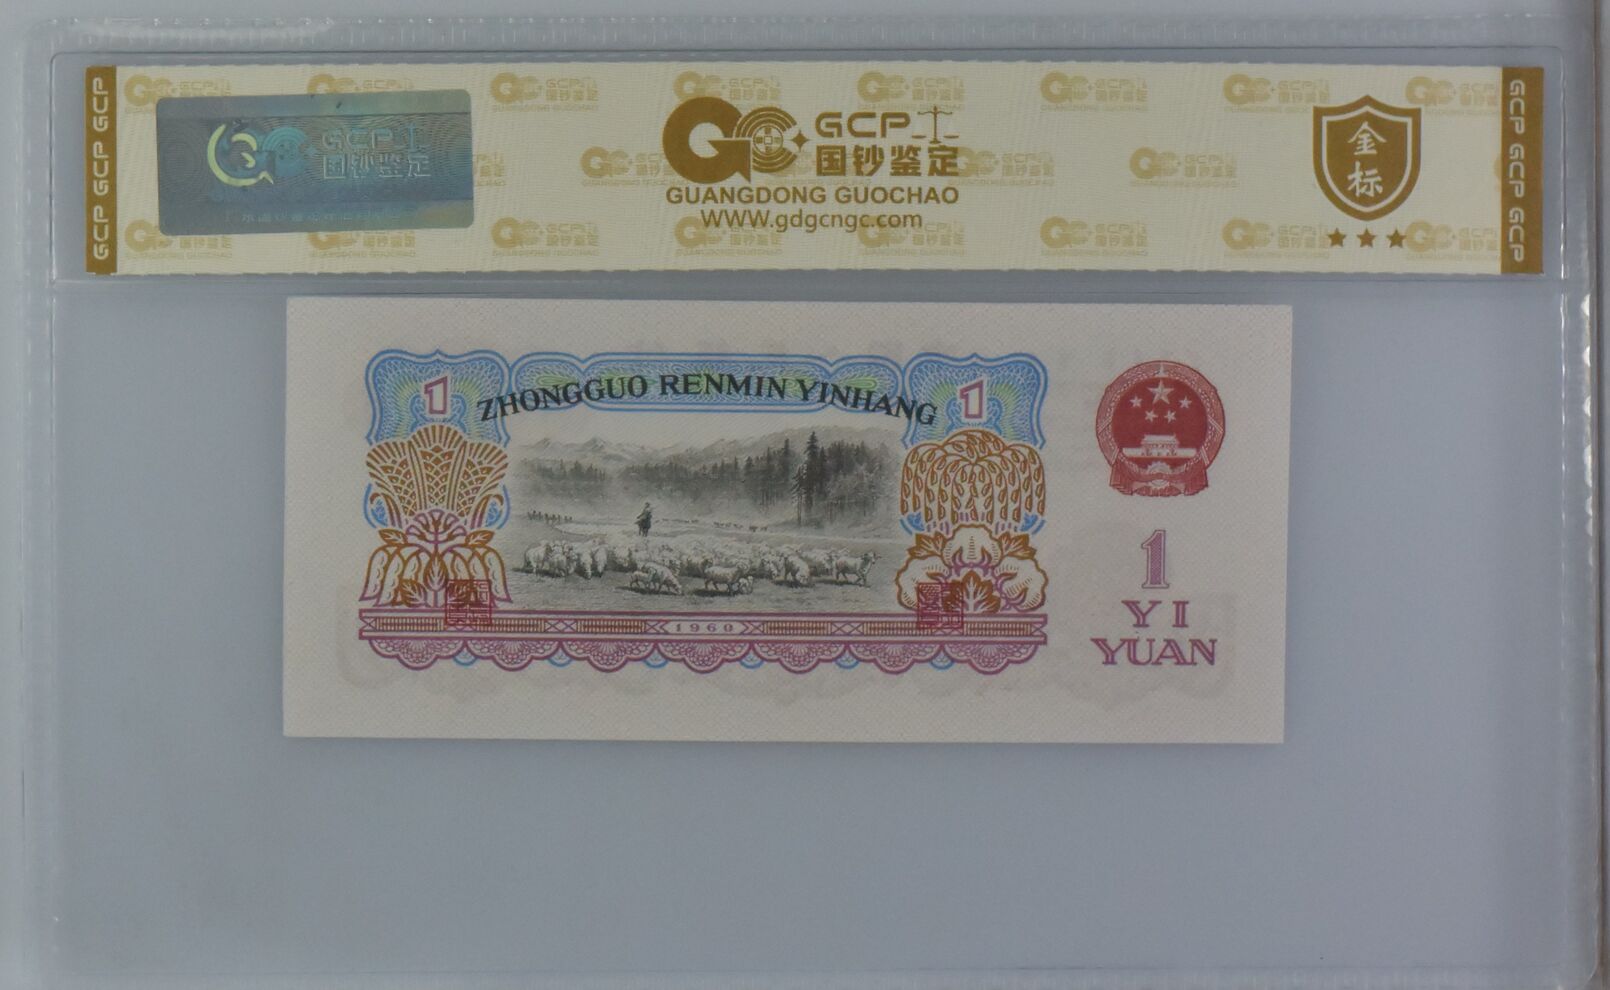 GCP GCP GCP
GCP
国钞鉴定
GCP
国钞鉴定
GUANGDONG GUOCHAO
WWW.gdgcngc.com
金
标
GCP GCP GCP
1
ZHONGGUO RENMIN YINHANG
1
1960
1
YI
YUAN